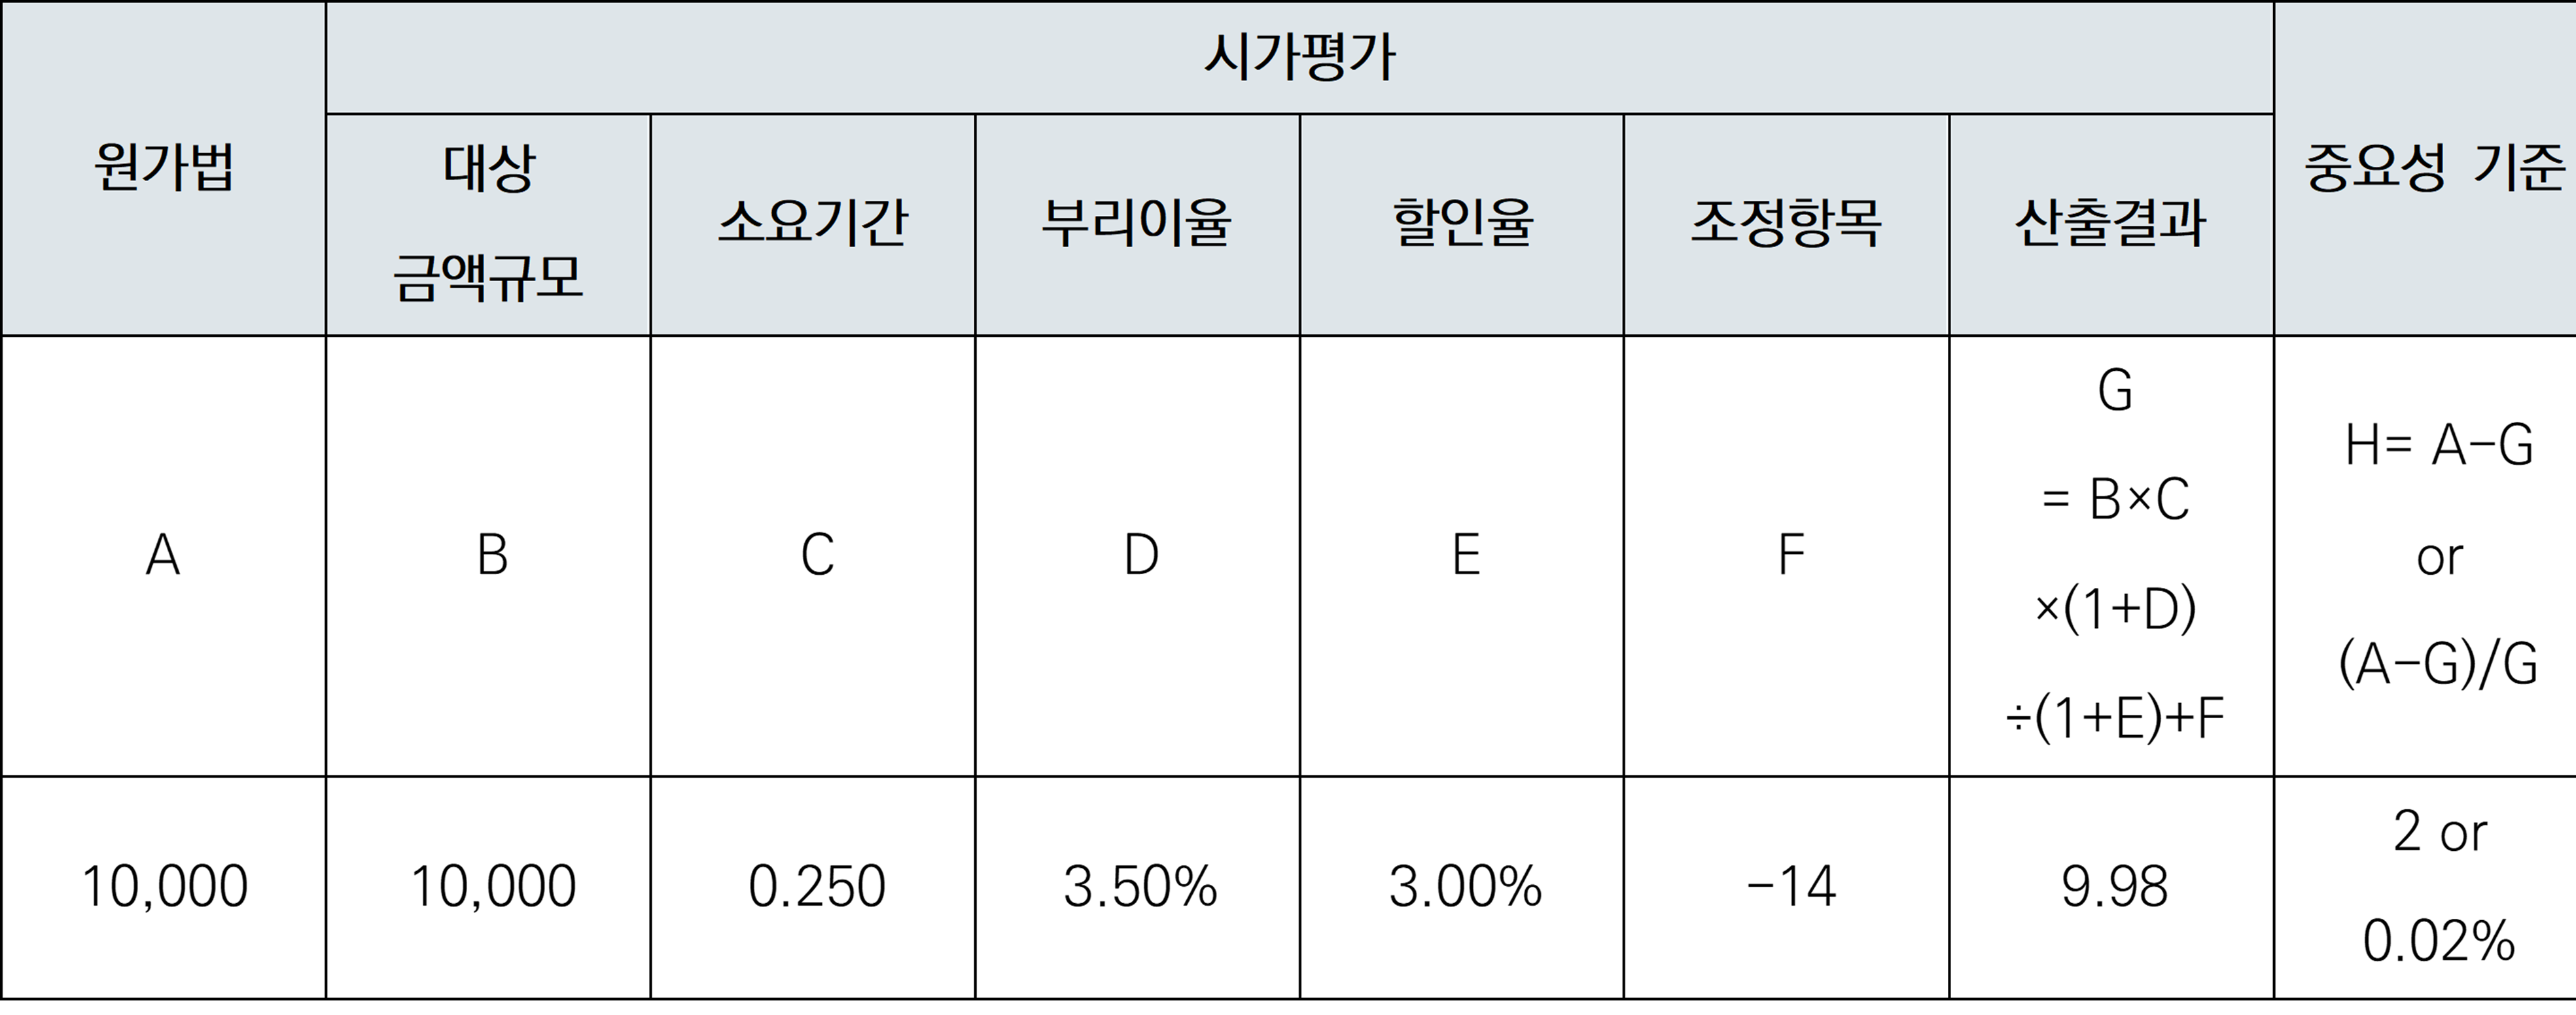 원가법
시가평가
중요성 기준
대상
금액규모
소요기간
부리이율
할인율
조정항목
산출결과
A
B
C
D
E
F
G
= B×C
×(1+D)
÷(1+E)+F
H= A-G
or
(A-G)/G
10,000
10,000
0.250
3.50%
3.00%
-14
9.98
2 or
0.02%